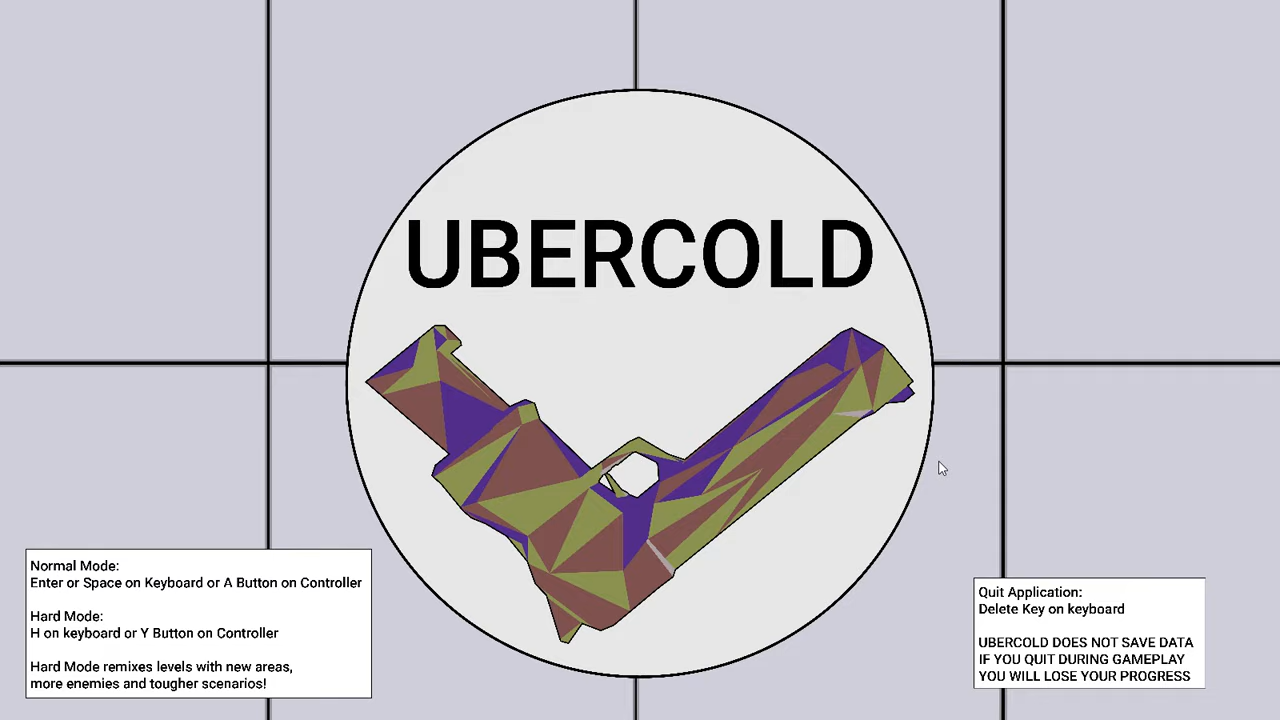 UBERCOLD
Normal Mode:
Enter or Space on Keyboard or A Button on Controller
Hard Mode:
H on keyboard or Y Button on Controller
Hard Mode remixes levels with new areas,
more enemies and tougher scenarios!
Quit Application:
Delete Key on keyboard
UBERCOLD DOES NOT SAVE DATA
IF YOU QUIT DURING GAMEPLAY
YOU WILL LOSE YOUR PROGRESS